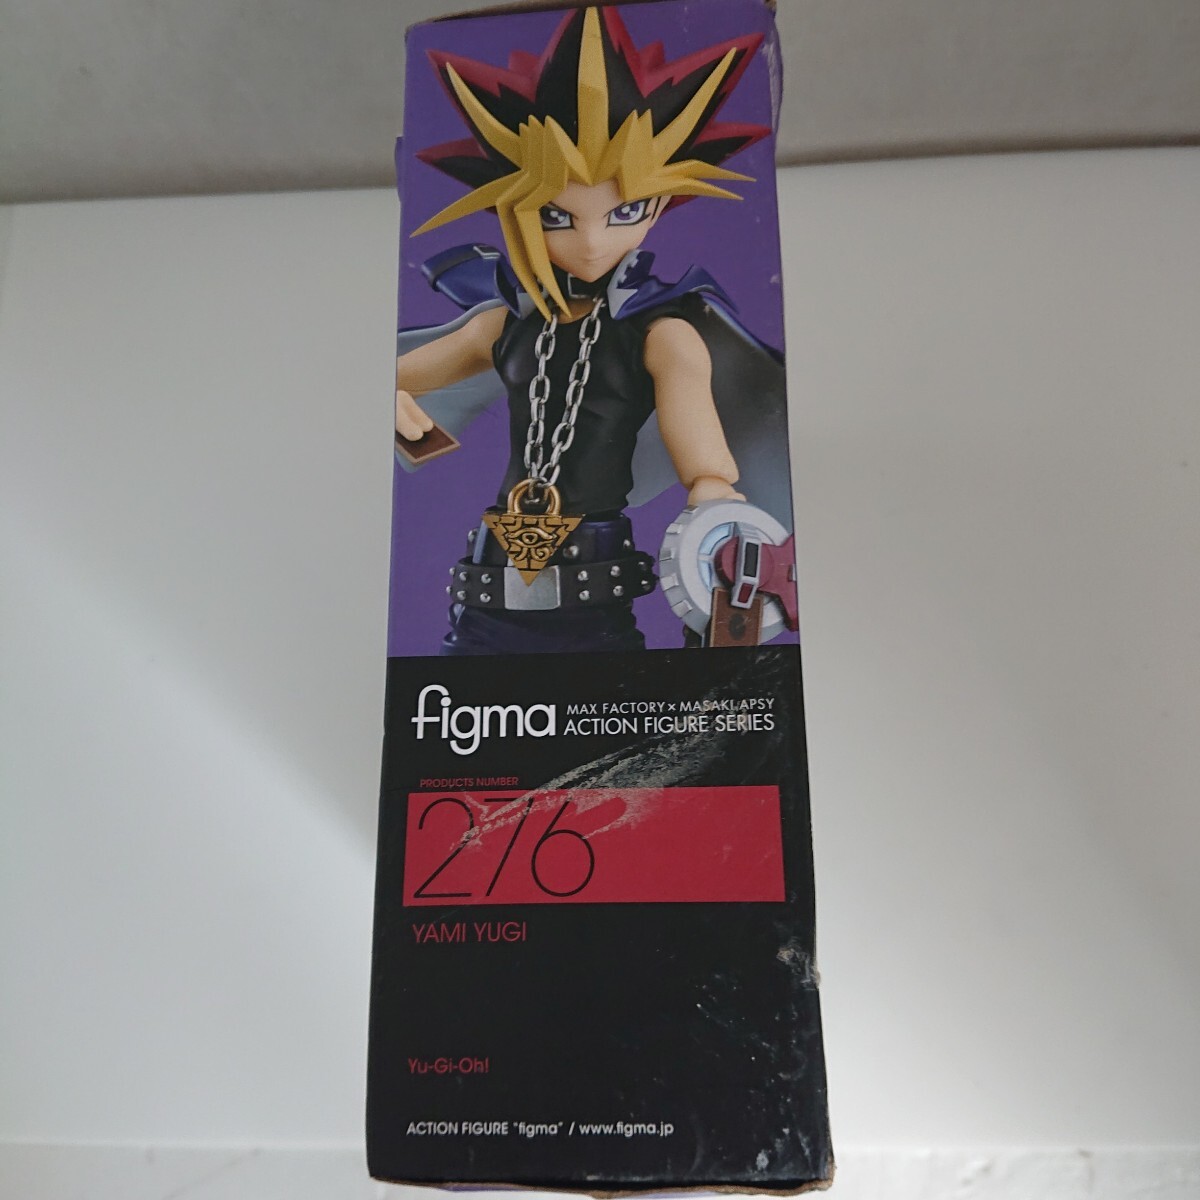 figma
MAX FACTORY × MASAKI APSY
ACTION FIGURE SERIES
PRODUCTS NUMBER
276
YAMI YUGI
Yu-Gi-Oh!
ACTION FIGURE "figma" / www.figma.jp